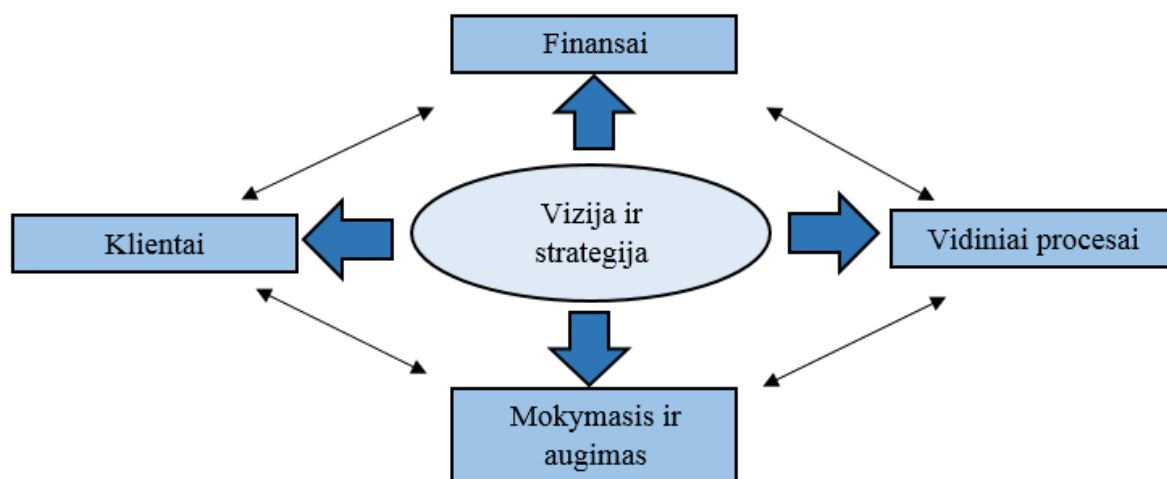 Finansai
Klientai
Vizija ir
strategija
Vidiniai procesai
Mokymasis ir
augimas